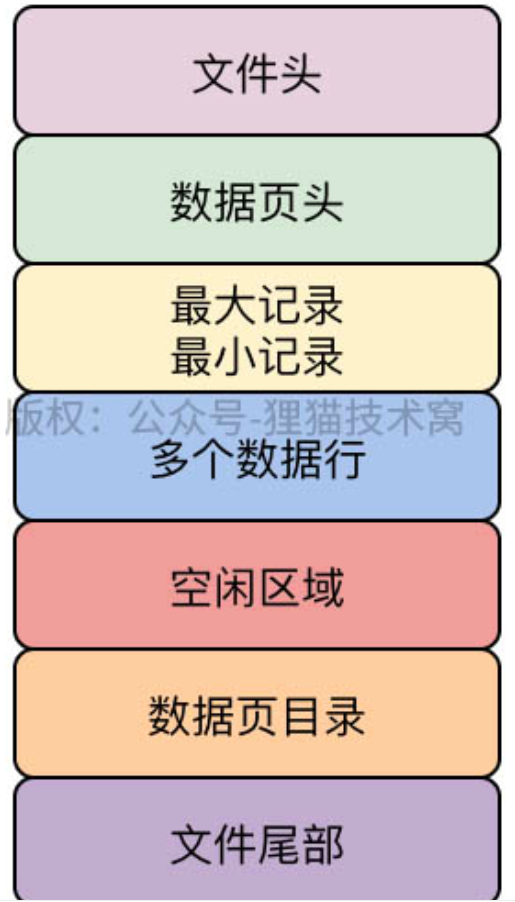 文件头
数据页头
最大记录
最小记录
版权：公众号-狸猫技术窝
多个数据行
空闲区域
数据页目录
文件尾部